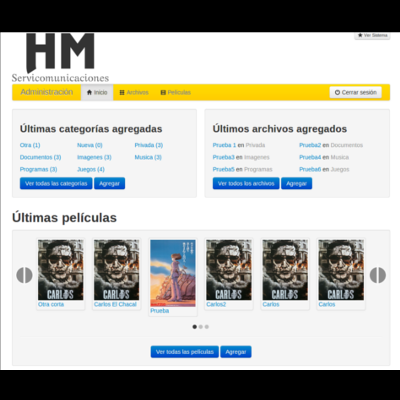 Ver Sistema
HM
Servicomunicaciones
Administración Inicio Archivos Películas Cerrar sesión
Últimas categorías agregadas
Otra (1) Nueva (0) Privada (3)
Documentos (3) Imagenes (3) Musica (3)
Programas (3) Juegos (4)
Ver todas las categorías Agregar
Últimos archivos agregados
Prueba 1 en Privada Prueba2 en Documentos
Prueba3 en Imagenes Prueba4 en Musica
Prueba5 en Programas Prueba6 en Juegos
Ver todos los archivos Agregar
Últimas películas
CARLOS CARLOS CARLOS CARLOS CARLOS
Otra corta Carlos El Chacal Prueba Carlos2 Carlos Carlos
Ver todas las películas Agregar